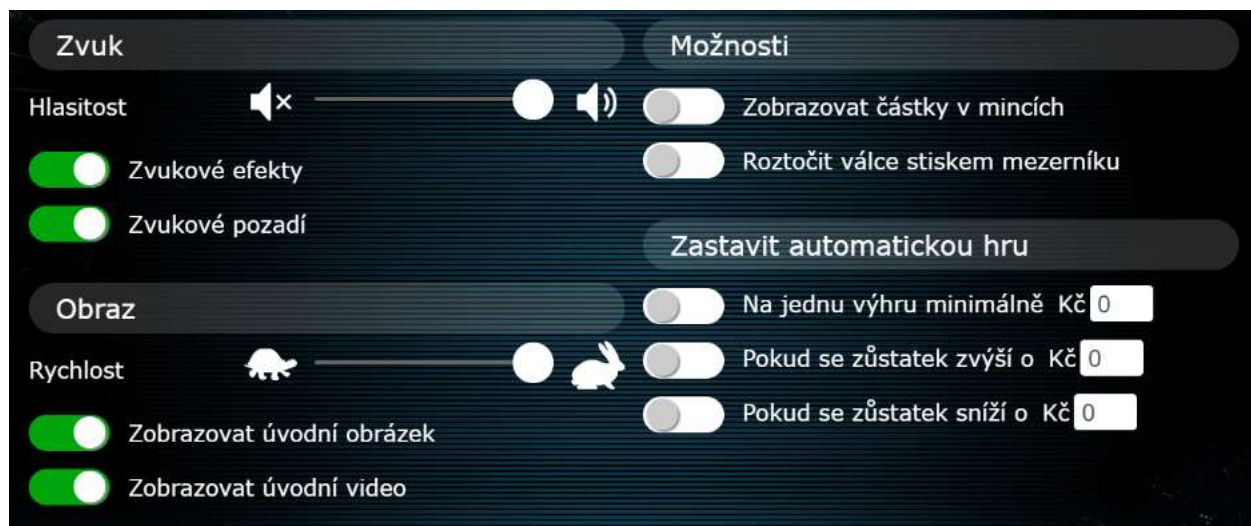 Zvuk
Hlasitost
Zvukové efekty
Zvukové pozadí
Obraz
Rychlost
Zobrazovat úvodní obrázek
Zobrazovat úvodní video
Možnosti
Zobrazovat částky v mincích
Roztočit válce stiskem mezerníku
Zastavit automatickou hru
Na jednu výhru minimálně Kč 0
Pokud se zůstatek zvýší o Kč 0
Pokud se zůstatek sníží o Kč 0